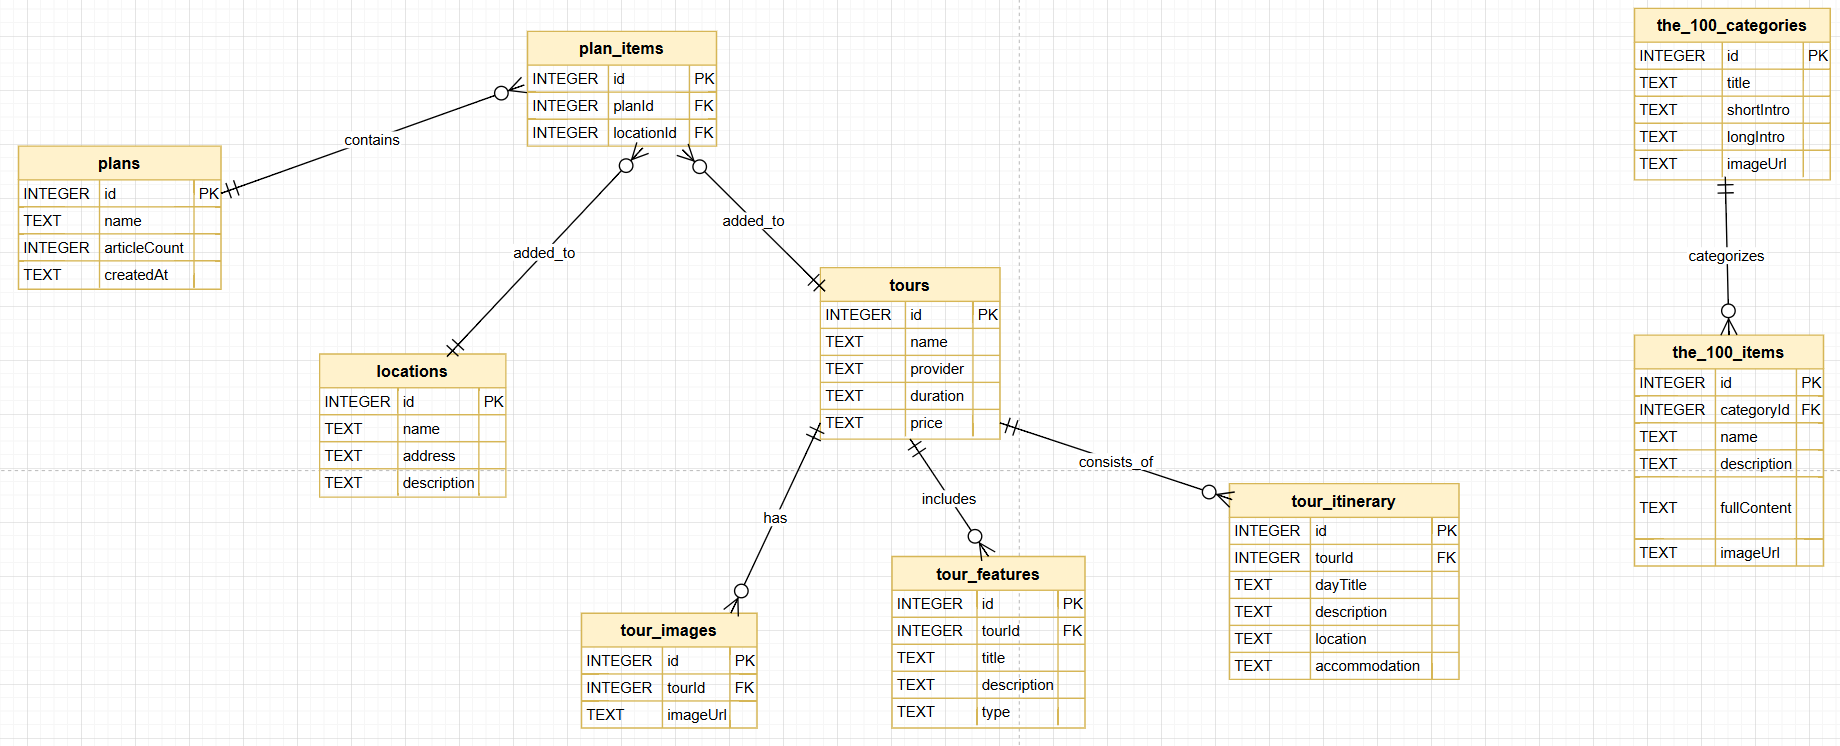 plan_items
INTEGER id PK
INTEGER planId FK
INTEGER locationId FK
contains
plans
INTEGER id PK
TEXT name
INTEGER articleCount
TEXT createdAt
added_to
added_to
locations
INTEGER id PK
TEXT name
TEXT address
TEXT description
tours
INTEGER id PK
TEXT name
TEXT provider
TEXT duration
TEXT price
has
includes
consists_of
tour_images
INTEGER id PK
INTEGER tourId FK
TEXT imageUrl
tour_features
INTEGER id PK
INTEGER tourId FK
TEXT title
TEXT description
TEXT type
tour_itinerary
INTEGER id PK
INTEGER tourId FK
TEXT dayTitle
TEXT description
TEXT location
TEXT accommodation
the_100_categories
INTEGER id PK
TEXT title
TEXT shortIntro
TEXT longIntro
TEXT imageUrl
categorizes
the_100_items
INTEGER id PK
INTEGER categoryId FK
TEXT name
TEXT description
TEXT fullContent
TEXT imageUrl